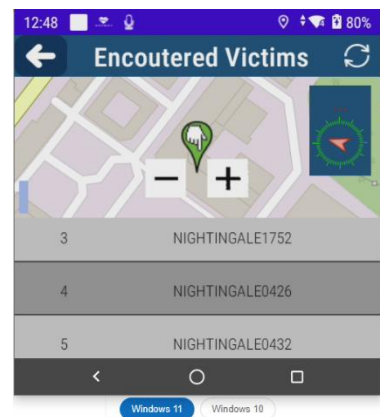 12:48 80%
Encoutered Victims
− +
3 NIGHTINGALE1752
4 NIGHTINGALE0426
5 NIGHTINGALE0432
Windows 11 Windows 10